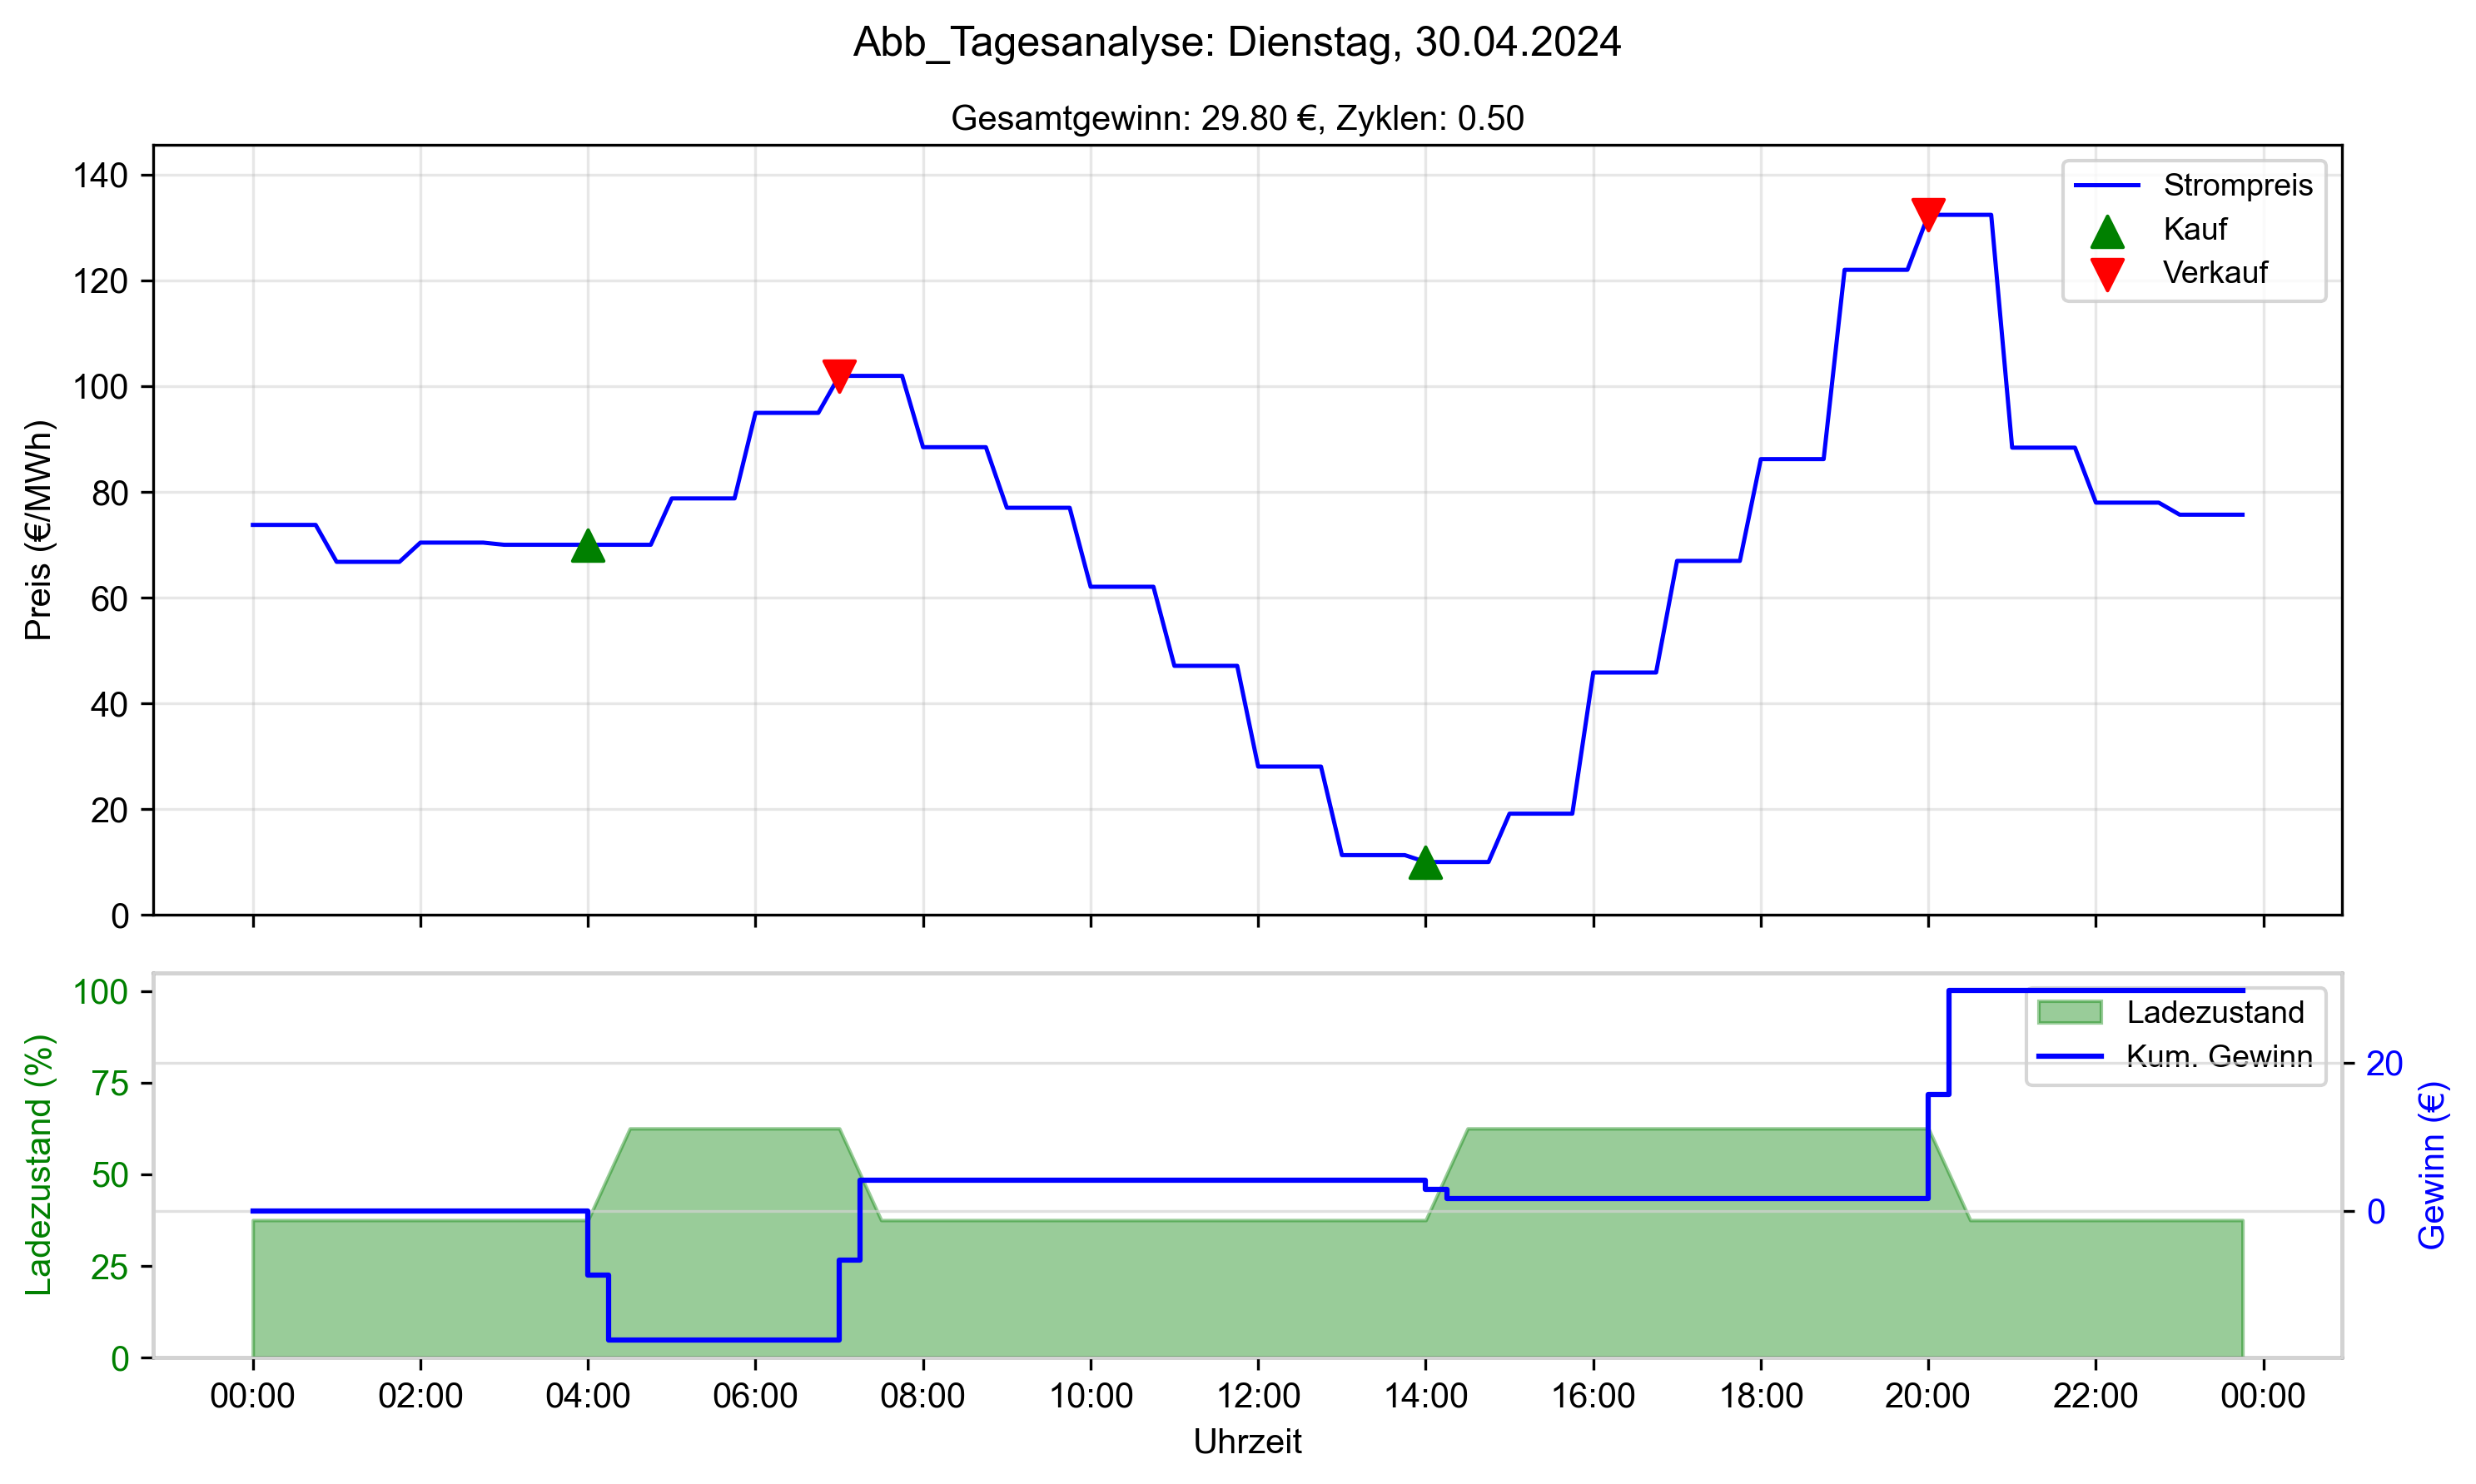 Abb_Tagesanalyse: Dienstag, 30.04.2024
Gesamtgewinn: 29.80 €, Zyklen: 0.50
Preis (€/MWh)
140
120
100
80
60
40
20
0
Strompreis
Kauf
Verkauf
Ladezustand (%)
100
75
50
25
0
Ladezustand
Kum. Gewinn
20
0
Gewinn (€)
00:00 02:00 04:00 06:00 08:00 10:00 12:00 14:00 16:00 18:00 20:00 22:00 00:00
Uhrzeit